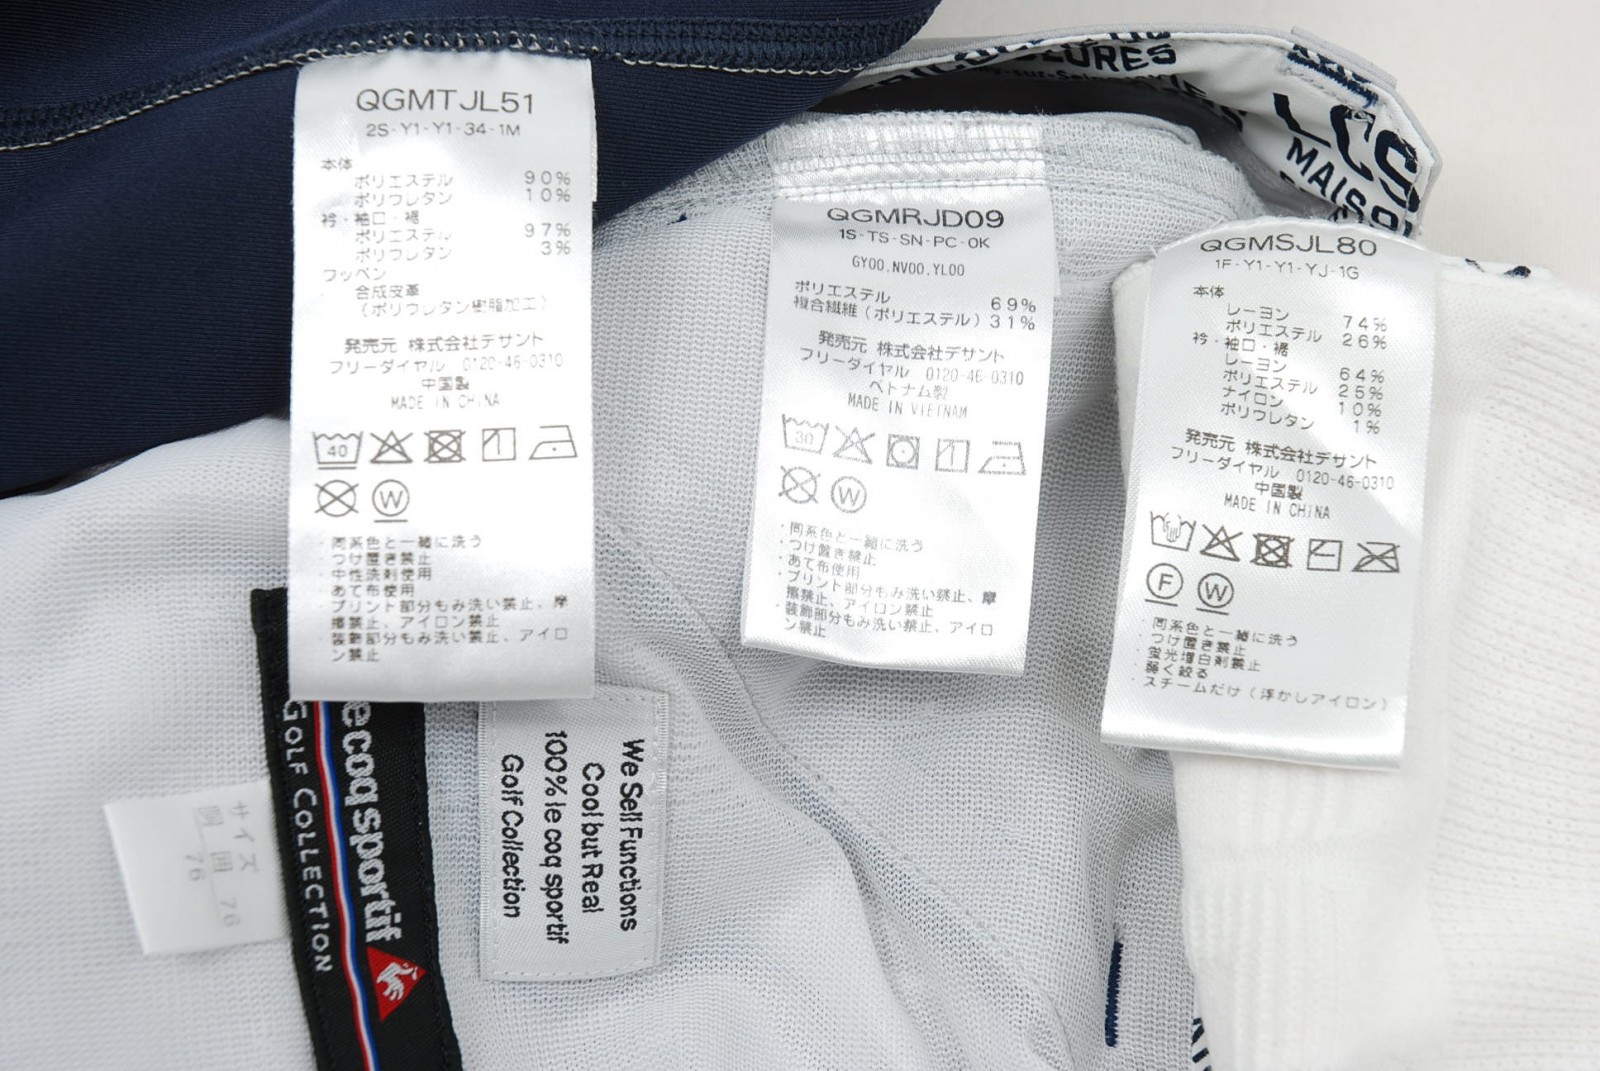 QGMTJL51
2S-Y1-Y1-34-1M
本体
ポリエステル 90%
ポリウレタン 10%
衿・袖口・裾
ポリエステル 97%
ポリウレタン 3%
ワッペン
合成皮革
(ポリウレタン樹脂加工)
発売元 株式会社デサント
フリーダイヤル 0120-46-0310
中国製
MADE IN CHINA
40
W
・同系色と一緒に洗う
・つけ置き禁止
・中性洗剤使用
・あて布使用
・プリント部分もみ洗い禁止、摩
擦禁止、アイロン禁止
・装飾部分もみ洗い禁止、アイロ
ン禁止
QGMRJD09
1S-TS-SN-PC-0K
GY00.NV00.YL00
ポリエステル 69%
複合繊維(ポリエステル)31%
発売元 株式会社デサント
フリーダイヤル 0120-46-0310
ベトナム製
MADE IN VIETNAM
30
W
・同系色と一緒に洗う
・つけ置き禁止
・あて布使用
・プリント部分もみ洗い禁止、摩
擦禁止、アイロン禁止
・装飾部分もみ洗い禁止、アイロ
ン禁止
QGMSJL80
1F-Y1-Y1-YJ-1G
本体
レーヨン 74%
ポリエステル 26%
衿・袖口・裾
レーヨン 64%
ポリエステル 25%
ナイロン 10%
ポリウレタン 1%
発売元 株式会社デサント
フリーダイヤル 0120-46-0310
中国製
MADE IN CHINA
F W
・同系色と一緒に洗う
・つけ置き禁止
・蛍光増白剤禁止
・弱く絞る
・スチームだけ(浮かしアイロン)
LCS
MAISO
サイズ
胴囲 76
76
e coq sportif
GOLF COLLECTION
We Sell Functions
Cool but Real
100% le coq sportif
Golf Collection